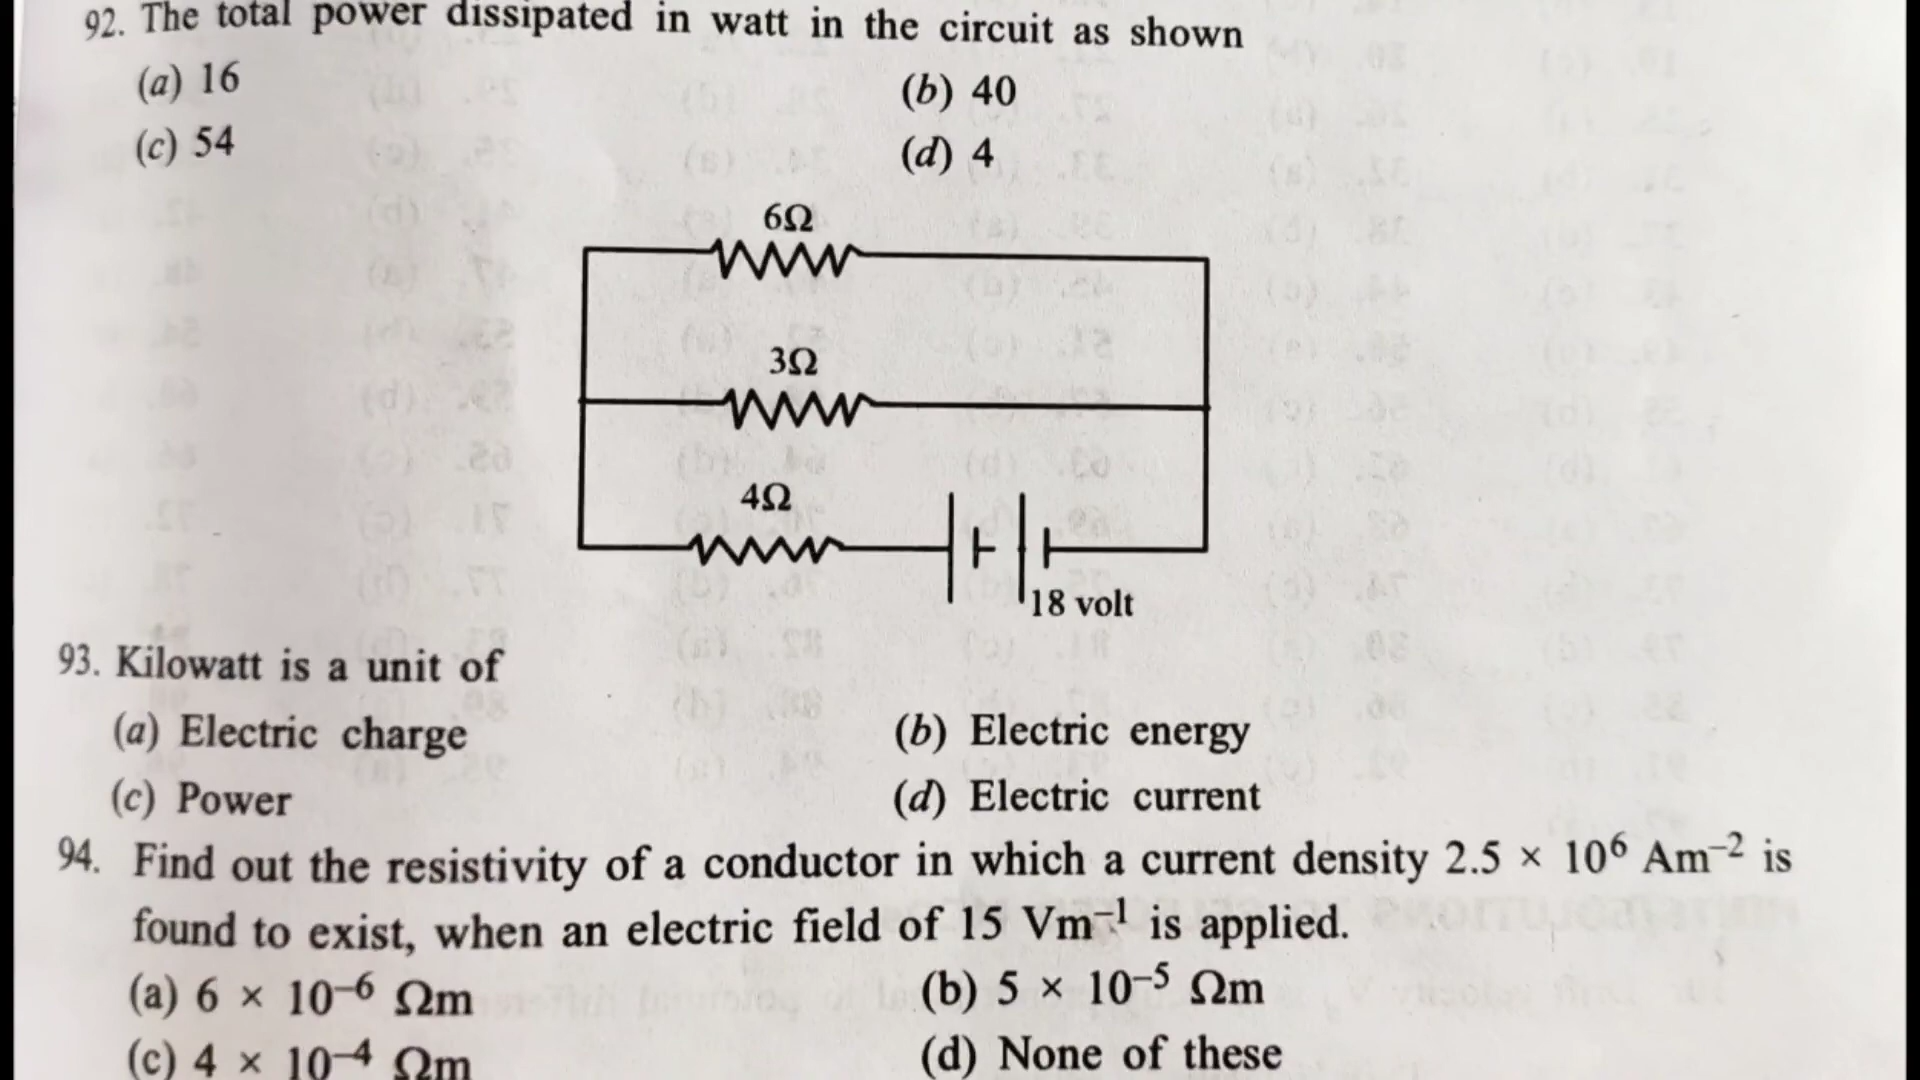 92. The total power dissipated in watt in the circuit as shown
(a) 16 (b) 40
(c) 54 (d) 4
6Ω
3Ω
4Ω
18 volt
93. Kilowatt is a unit of
(a) Electric charge (b) Electric energy
(c) Power (d) Electric current
94. Find out the resistivity of a conductor in which a current density 2.5 × 10⁶ Am⁻² is
found to exist, when an electric field of 15 Vm⁻¹ is applied.
(a) 6 × 10⁻⁶ Ωm (b) 5 × 10⁻⁵ Ωm
(c) 4 × 10⁻⁴ Ωm (d) None of these